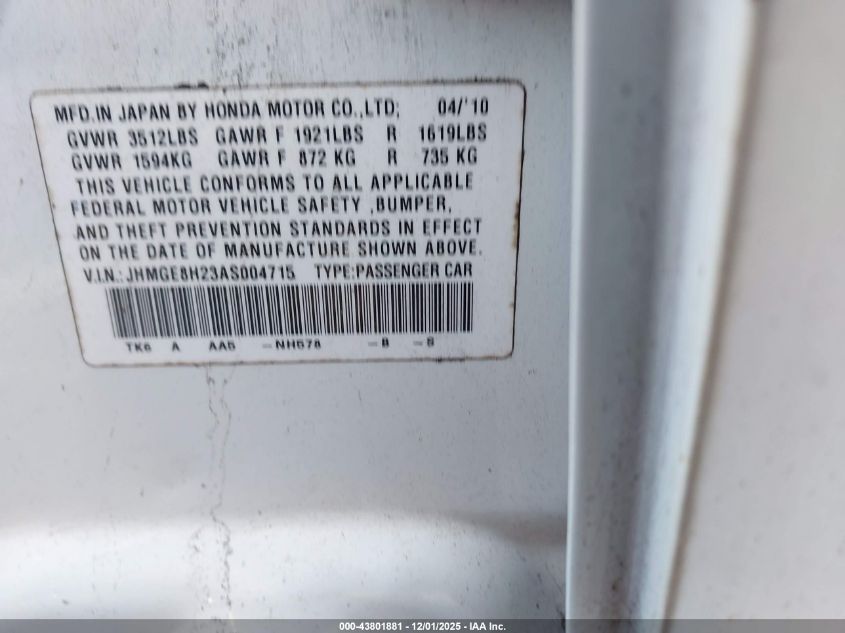 MFD.IN JAPAN BY HONDA MOTOR CO.,LTD; 04/'10
GVWR 3512LBS GAWR F 1921LBS R 1619LBS
GVWR 1594KG GAWR F 872 KG R 735 KG
THIS VEHICLE CONFORMS TO ALL APPLICABLE
FEDERAL MOTOR VEHICLE SAFETY ,BUMPER,
AND THEFT PREVENTION STANDARDS IN EFFECT
ON THE DATE OF MANUFACTURE SHOWN ABOVE.
V.I.N.: JHMGE8H23AS004715 TYPE:PASSENGER CAR
TK6 A AA5 -NH578 -B -S
000-43801881 - 12/01/2025 - IAA Inc.